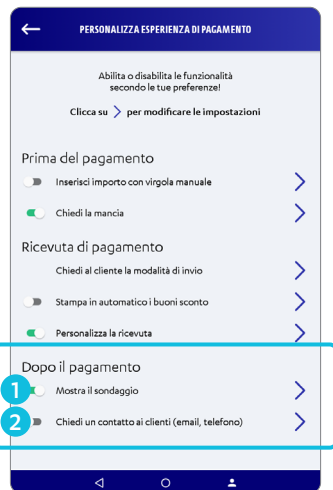 PERSONALIZZA ESPERIENZA DI PAGAMENTO
Abilita o disabilita le funzionalità
secondo le tue preferenze!
Clicca su > per modificare le impostazioni
Prima del pagamento
Inserisci importo con virgola manuale
Chiedi la mancia
Ricevuta di pagamento
Chiedi al cliente la modalità di invio
Stampa in automatico i buoni sconto
Personalizza la ricevuta
Dopo il pagamento
1 Mostra il sondaggio
2 Chiedi un contatto ai clienti (email, telefono)